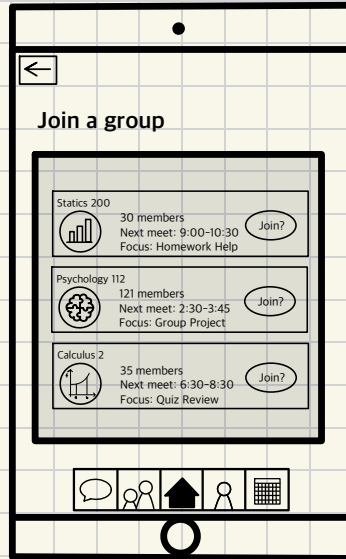 Join a group
Statics 200
30 members
Next meet: 9:00-10:30
Focus: Homework Help
Join?
Psychology 112
121 members
Next meet: 2:30-3:45
Focus: Group Project
Join?
Calculus 2
35 members
Next meet: 6:30-8:30
Focus: Quiz Review
Join?